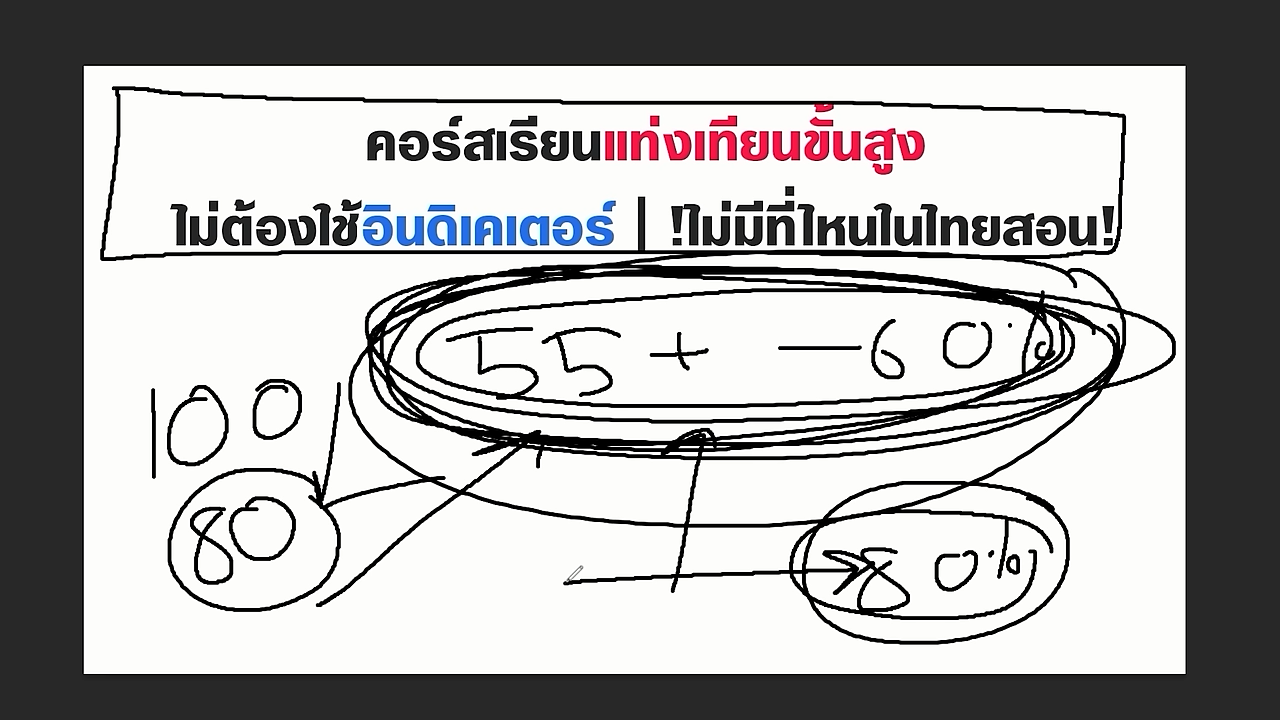 คอร์สเรียนแท่งเทียนขั้นสูง
ไม่ต้องใช้อินดิเคเตอร์ | !ไม่มีที่ไหนในไทยสอน!
55 + — 60%
100
80
80%